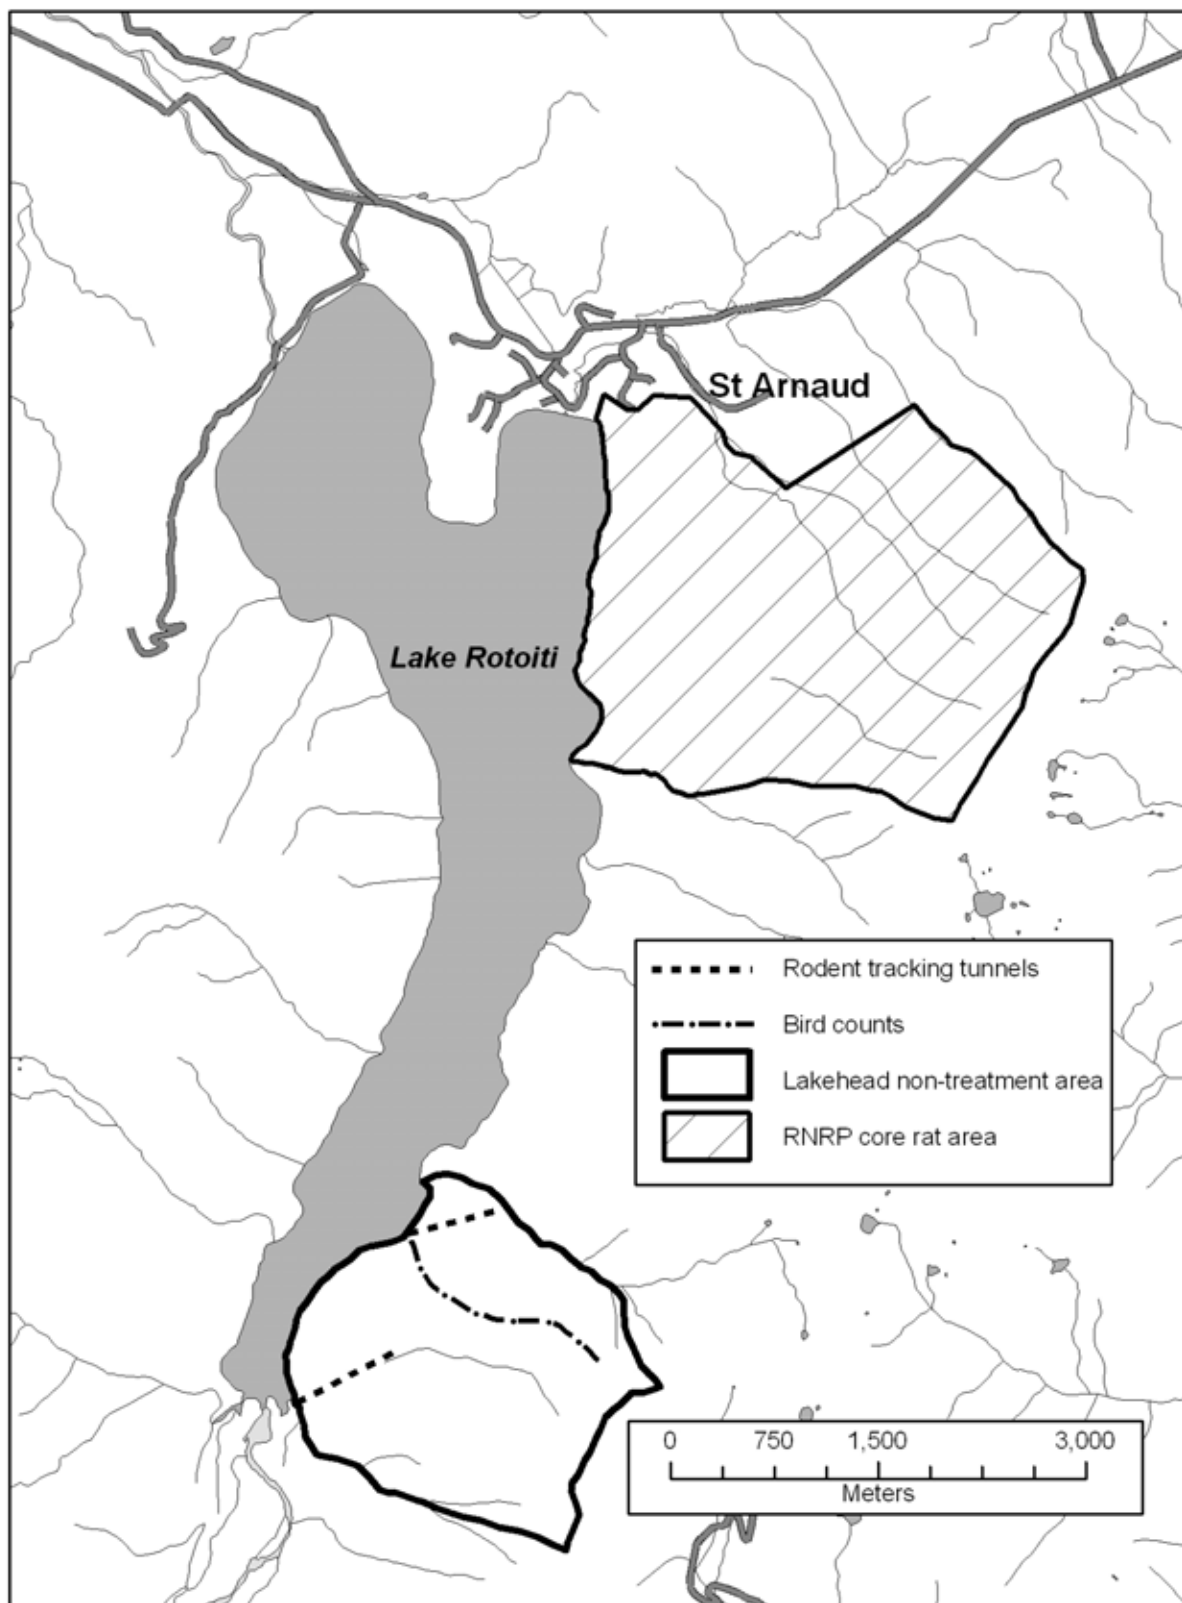 St Arnaud
Lake Rotoiti
Rodent tracking tunnels
Bird counts
Lakehead non-treatment area
RNRP core rat area
0 750 1,500 3,000
Meters